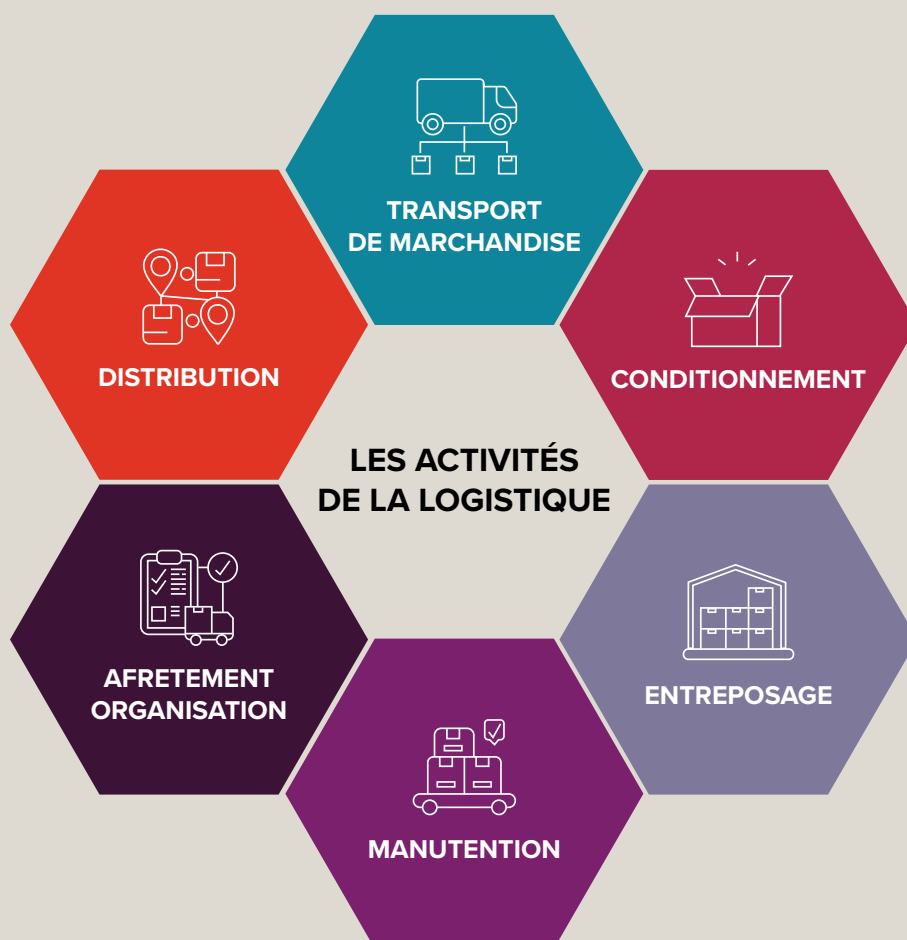 TRANSPORT
DE MARCHANDISE
DISTRIBUTION
CONDITIONNEMENT
LES ACTIVITÉS
DE LA LOGISTIQUE
AFRETEMENT
ORGANISATION
ENTREPOSAGE
MANUTENTION